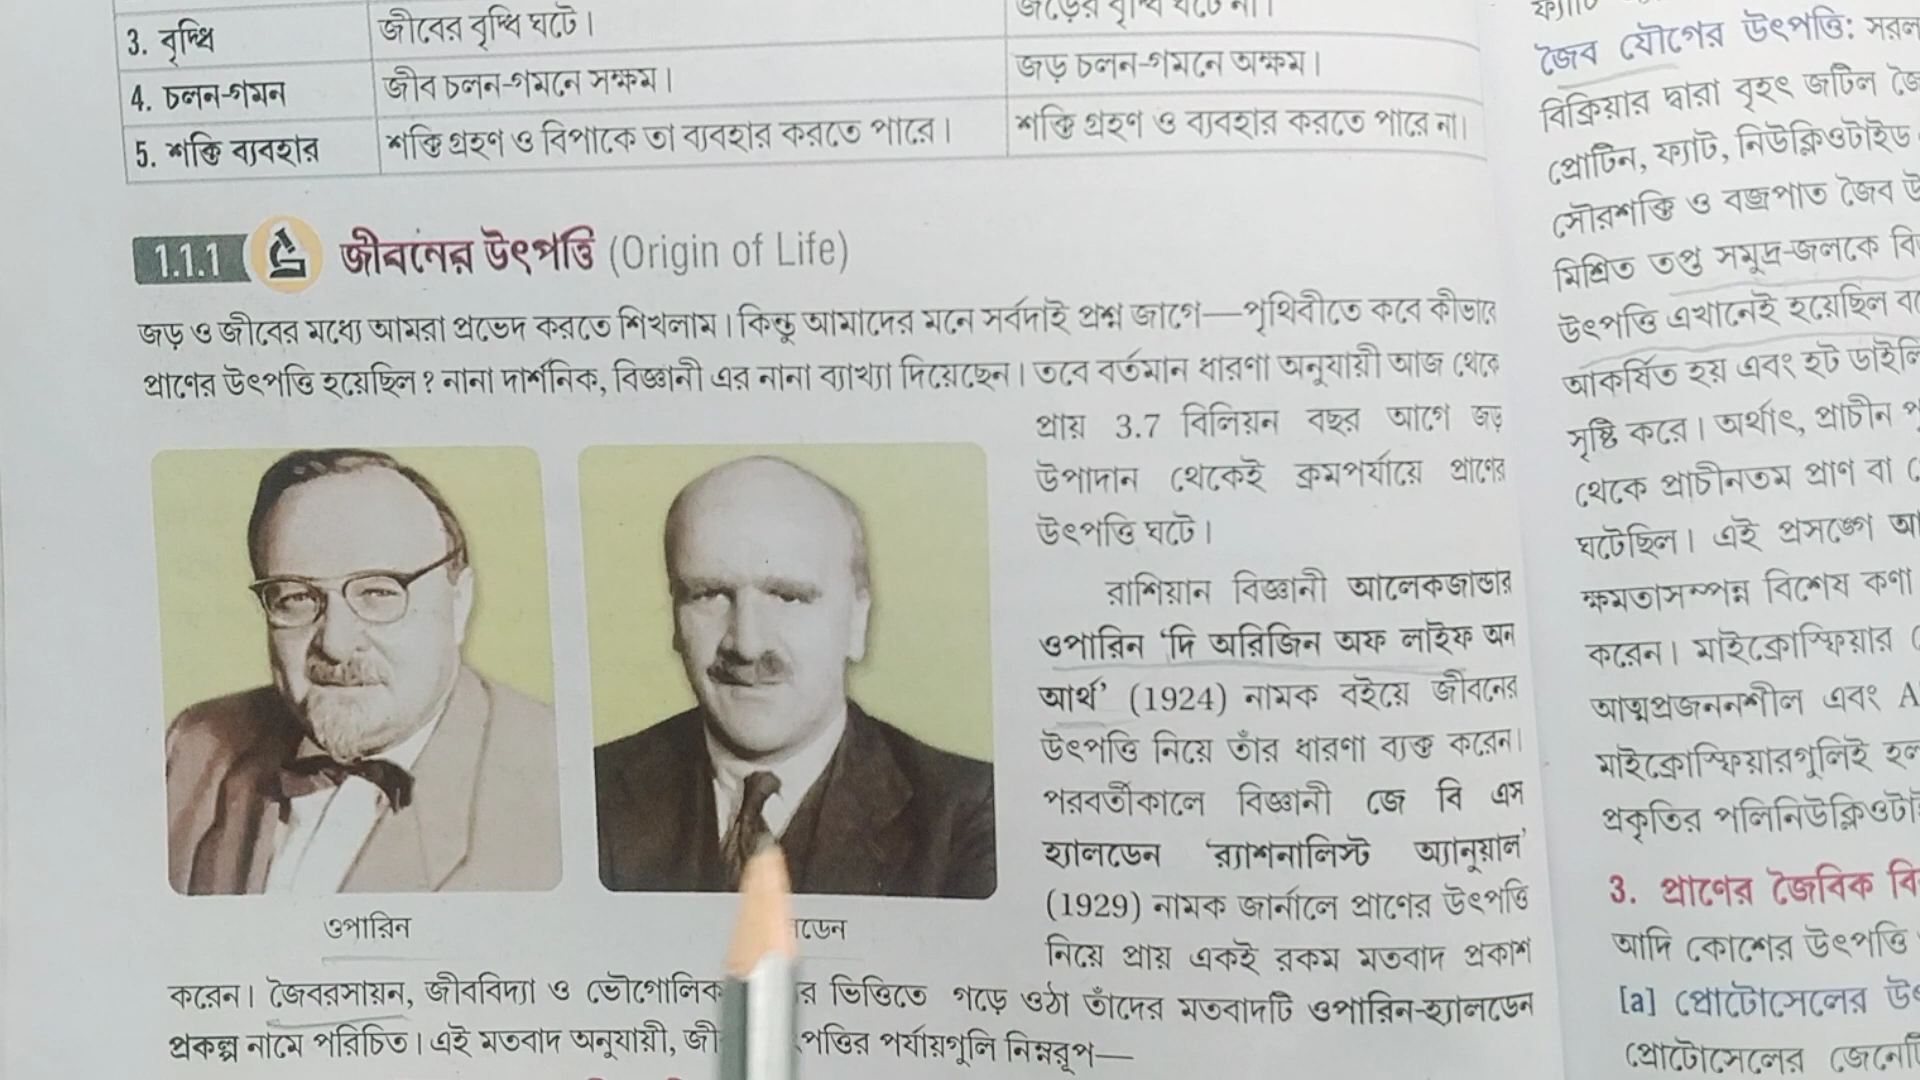 3. বৃদ্ধি
জীবের বৃদ্ধি ঘটে।
জড়ের বৃদ্ধি ঘটে না।
4. চলন-গমন
জীব চলন-গমনে সক্ষম।
জড় চলন-গমনে অক্ষম।
5. শক্তি ব্যবহার
শক্তি গ্রহণ ও বিপাকে তা ব্যবহার করতে পারে।
শক্তি গ্রহণ ও ব্যবহার করতে পারে না।
1.1.1 জীবনের উৎপত্তি (Origin of Life)
জড় ও জীবের মধ্যে আমরা প্রভেদ করতে শিখলাম। কিন্তু আমাদের মনে সর্বদাই প্রশ্ন জাগে—পৃথিবীতে কবে কীভাবে
প্রাণের উৎপত্তি হয়েছিল? নানা দার্শনিক, বিজ্ঞানী এর নানা ব্যাখ্যা দিয়েছেন। তবে বর্তমান ধারণা অনুযায়ী আজ থেকে
প্রায় 3.7 বিলিয়ন বছর আগে জড়
উপাদান থেকেই ক্রমপর্যায়ে প্রাণের
উৎপত্তি ঘটে।
রাশিয়ান বিজ্ঞানী আলেকজান্ডার
ওপারিন ‘দি অরিজিন অফ লাইফ অন
আর্থ’ (1924) নামক বইয়ে জীবনের
উৎপত্তি নিয়ে তাঁর ধারণা ব্যক্ত করেন।
পরবর্তীকালে বিজ্ঞানী জে বি এস
হ্যালডেন ‘র‍্যাশনালিস্ট অ্যানুয়াল’
(1929) নামক জার্নালে প্রাণের উৎপত্তি
নিয়ে প্রায় একই রকম মতবাদ প্রকাশ
ওপারিন
ডেন
করেন। জৈবরসায়ন, জীববিদ্যা ও ভৌগোলিক র ভিত্তিতে গড়ে ওঠা তাঁদের মতবাদটি ওপারিন-হ্যালডেন
প্রকল্প নামে পরিচিত। এই মতবাদ অনুযায়ী, জী ৎপত্তির পর্যায়গুলি নিম্নরূপ—
জৈব যৌগের উৎপত্তি: সরল
বিক্রিয়ার দ্বারা বৃহৎ জটিল
প্রোটিন, ফ্যাট, নিউক্লিওটাইড
সৌরশক্তি ও বজ্রপাত জৈব
মিশ্রিত তপ্ত সমুদ্র-জলকে
উৎপত্তি এখানেই হয়েছিল
আকর্ষিত হয় এবং হট
সৃষ্টি করে। অর্থাৎ, প্রাচীন
থেকে প্রাচীনতম প্রাণ বা
ঘটেছিল। এই প্রসঙ্গে
ক্ষমতাসম্পন্ন বিশেষ কণা
করেন। মাইক্রোস্ফিয়ার
আত্মপ্রজননশীল এবং A
মাইক্রোস্ফিয়ারগুলিই
প্রকৃতির
3. প্রাণের জৈবিক
আদি কোশের উৎপত্তি
[a] প্রোটোসেলের
প্রোটোসেলের